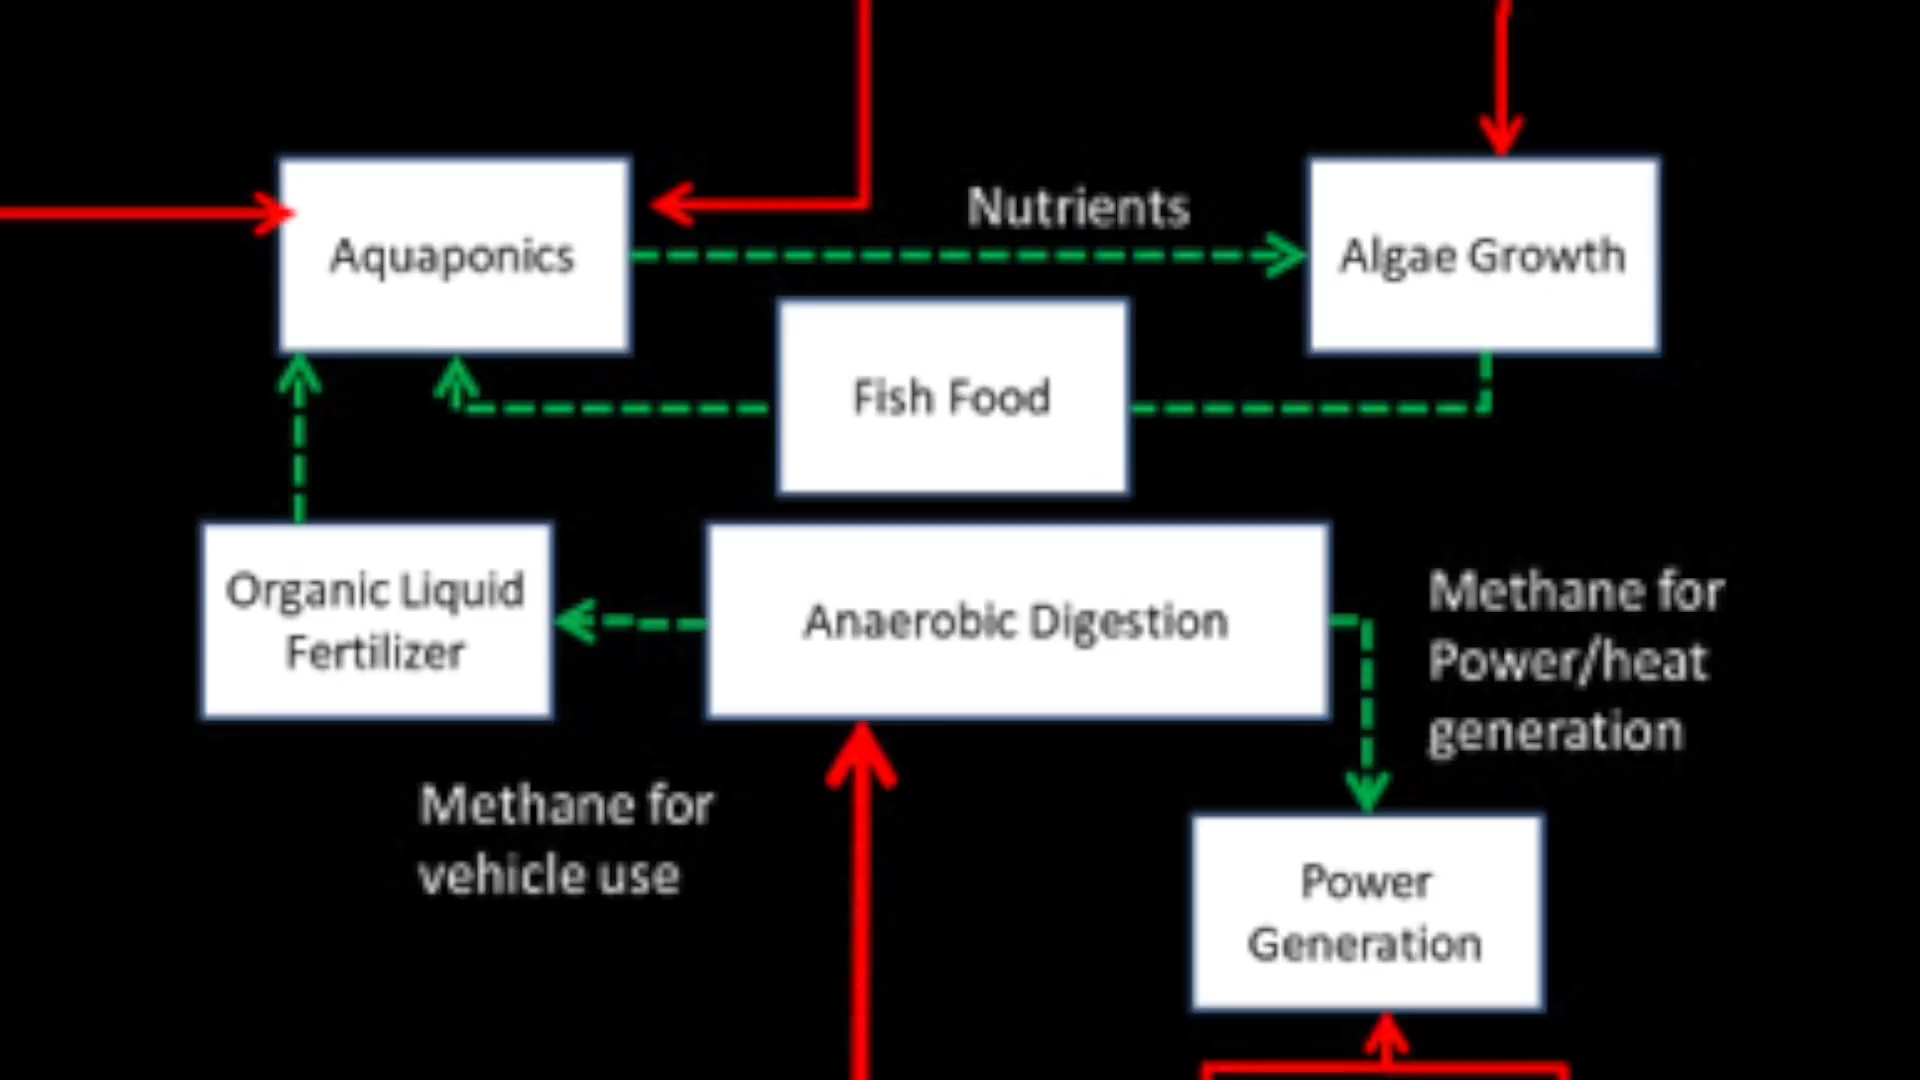 Nutrients
Aquaponics
Algae Growth
Fish Food
Organic Liquid
Fertilizer
Anaerobic Digestion
Methane for
Power/heat
generation
Methane for
vehicle use
Power
Generation